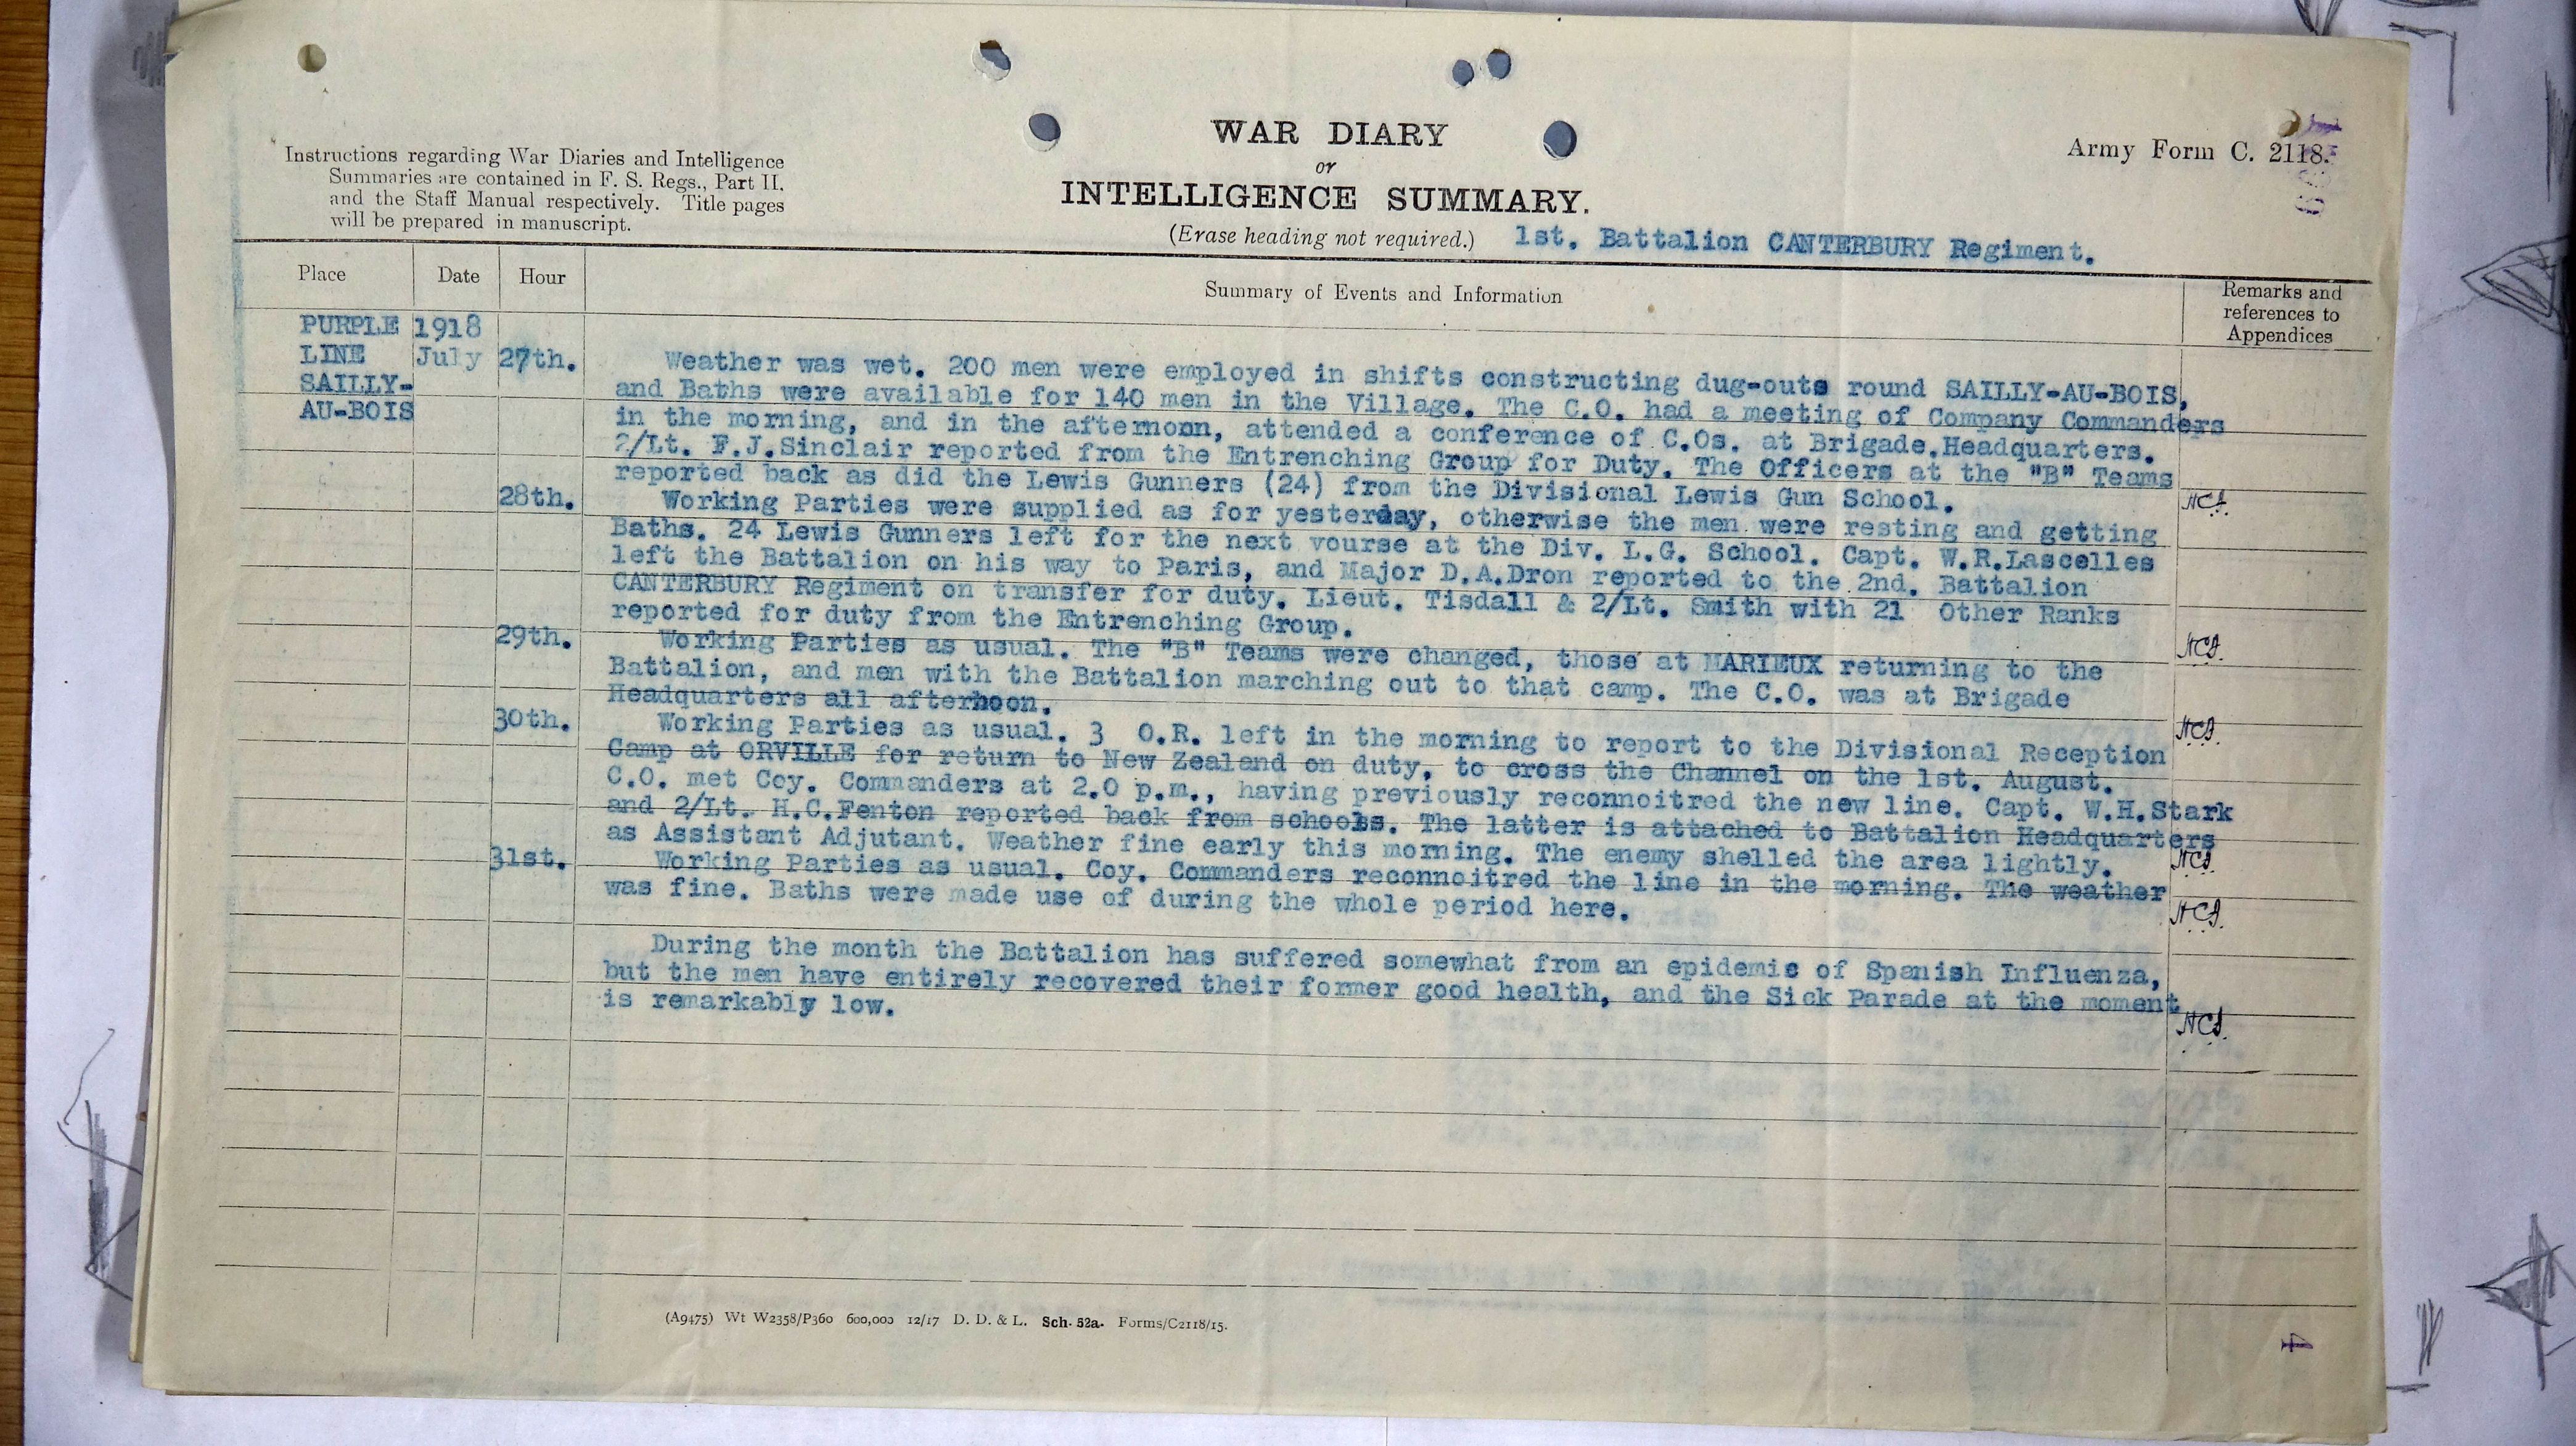 WAR DIARY
or
INTELLIGENCE SUMMARY.
(Erase heading not required.) 1st. Battalion CANTERBURY Regiment.
Instructions regarding War Diaries and Intelligence
Summaries are contained in F. S. Regs., Part II.
and the Staff Manual respectively. Title pages
will be prepared in manuscript.
Army Form C. 2118.
Place Date Hour Summary of Events and Information Remarks and
references to
Appendices
PURPLE 1918
LINE July 27th.
SAILLY-
AU-BOIS
Weather was wet. 200 men were employed in shifts constructing dug-outs round SAILLY-AU-BOIS,
and Baths were available for 140 men in the Village. The C.O. had a meeting of Company Commanders
in the morning, and in the afternoon, attended a conference of C.Os. at Brigade.Headquarters.
2/Lt. F.J.Sinclair reported from the Entrenching Group for Duty. The Officers at the "B" Teams
reported back as did the Lewis Gunners (24) from the Divisional Lewis Gun School.
28th. Working Parties were supplied as for yesterday, otherwise the men were resting and getting
Baths. 24 Lewis Gunners left for the next vourse at the Div. L.G. School. Capt. W.R.Lascelles
left the Battalion on his way to Paris, and Major D.A.Dron reported to the 2nd. Battalion
CANTERBURY Regiment on transfer for duty. Lieut. Tisdall & 2/Lt. Smith with 21 Other Ranks
reported for duty from the Entrenching Group.
29th. Working Parties as usual. The "B" Teams were changed, those at MARIEUX returning to the
Battalion, and men with the Battalion marching out to that camp. The C.O. was at Brigade
Headquarters all afternoon.
30th. Working Parties as usual. 3 O.R. left in the morning to report to the Divisional Reception
Camp at ORVILLE for return to New Zealand on duty, to cross the Channel on the 1st. August.
C.O. met Coy. Commanders at 2.0 p.m., having previously reconnoitred the new line. Capt. W.H.Stark
and 2/Lt. H.C.Fenton reported back from schools. The latter is attached to Battalion Headquarters
as Assistant Adjutant. Weather fine early this morning. The enemy shelled the area lightly.
31st. Working Parties as usual. Coy. Commanders reconnoitred the line in the morning. The weather
was fine. Baths were made use of during the whole period here.
During the month the Battalion has suffered somewhat from an epidemic of Spanish Influenza,
but the men have entirely recovered their former good health, and the Sick Parade at the moment
is remarkably low.
(A9475) Wt W2358/P360 600,000 12/17 D. D. & L. Sch. 52a. Forms/C2118/15.
4